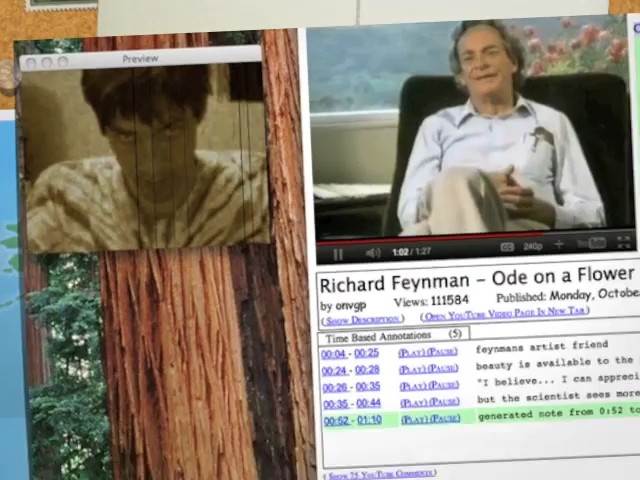 Preview
1:02 / 1:27
CC
240p
Richard Feynman - Ode on a Flower
by onvgp Views: 111584 Published: Monday, Octobe
(Show Description) (Open YouTube Video Page In New Tab)
Time Based Annotations (5)
00:04 - 00:25 (Play) (Pause) feynmans artist friend
00:24 - 00:28 (Play) (Pause) beauty is available to the
00:26 - 00:35 (Play) (Pause) "I believe... I can appreci
00:35 - 00:44 (Play) (Pause) but the scientist sees more
00:52 - 01:10 (Play) (Pause) generated note from 0:52 to
(Show 75 YouTube Comments)